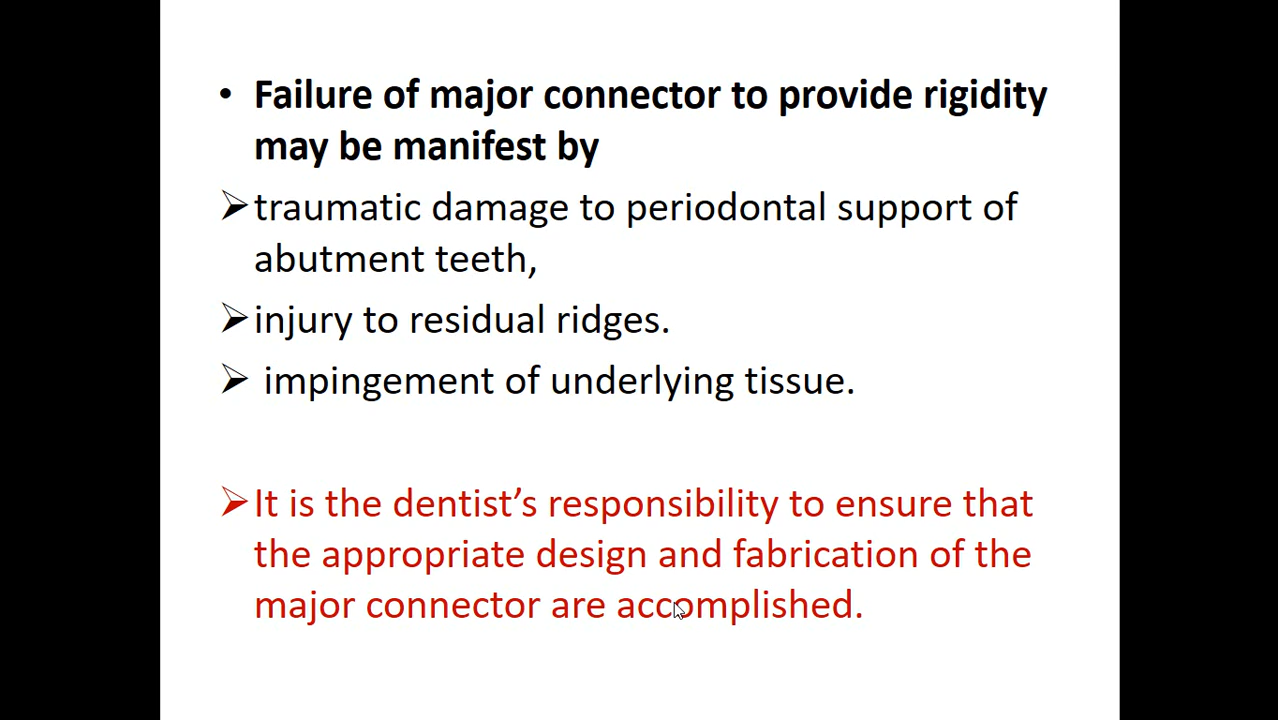 • Failure of major connector to provide rigidity
may be manifest by
➢ traumatic damage to periodontal support of
abutment teeth,
➢ injury to residual ridges.
➢ impingement of underlying tissue.
➢ It is the dentist’s responsibility to ensure that
the appropriate design and fabrication of the
major connector are accomplished.